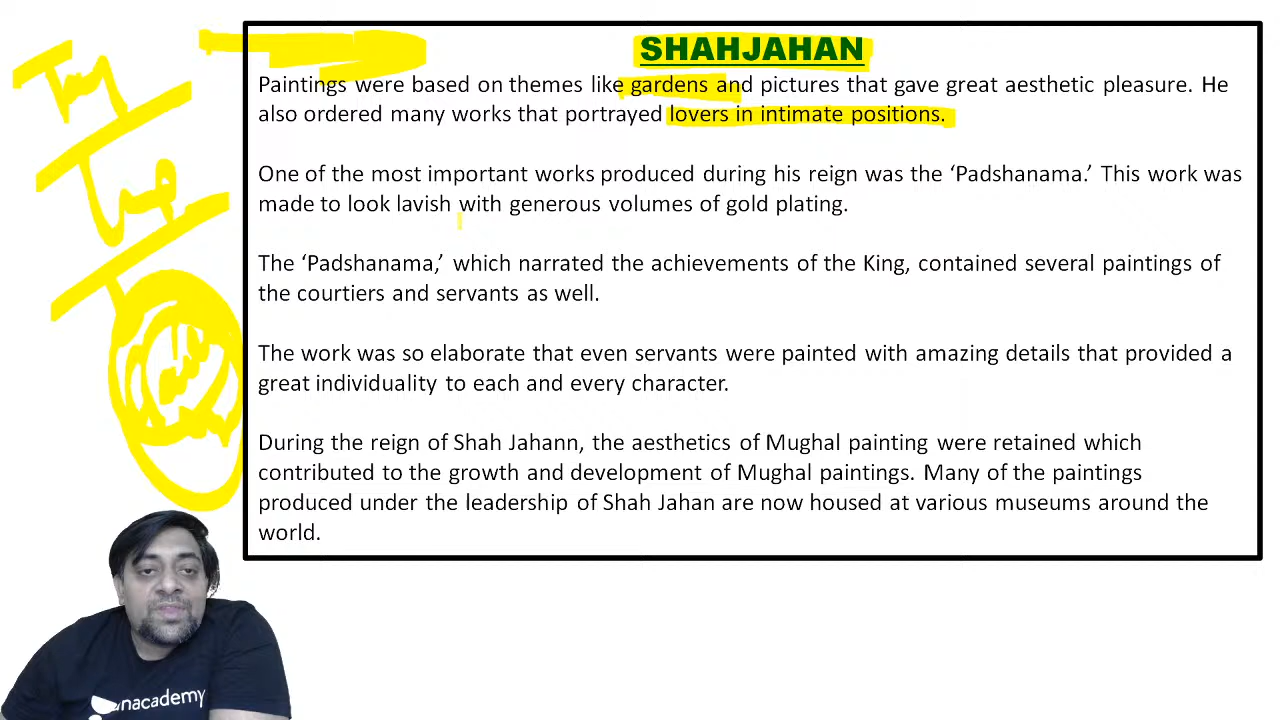 SHAHJAHAN
Paintings were based on themes like gardens and pictures that gave great aesthetic pleasure. He
also ordered many works that portrayed lovers in intimate positions.
One of the most important works produced during his reign was the ‘Padshanama.’ This work was
made to look lavish with generous volumes of gold plating.
The ‘Padshanama,’ which narrated the achievements of the King, contained several paintings of
the courtiers and servants as well.
The work was so elaborate that even servants were painted with amazing details that provided a
great individuality to each and every character.
During the reign of Shah Jahann, the aesthetics of Mughal painting were retained which
contributed to the growth and development of Mughal paintings. Many of the paintings
produced under the leadership of Shah Jahan are now housed at various museums around the
world.
nacademy